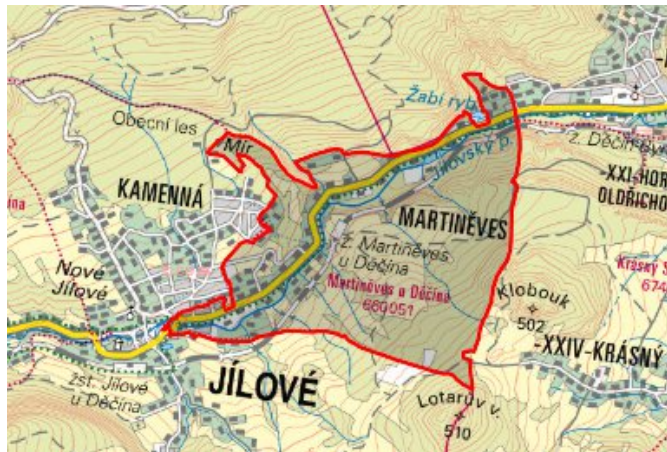 Žabí ryb.
Obecní les
Mír
Jílovský p.
ž. Děčín
-XXI-HOR
OLDŘICHO
KAMENNÁ
MARTINĚVES
ž. Martiněves
u Děčína
Martiněves u Děčína
660051
Krásný S
674
Nové
Jílové
Klobouk
502
-XXIV-KRÁSNÝ
JÍLOVÉ
žst. Jílové
u Děčína
Lotarův v.
510